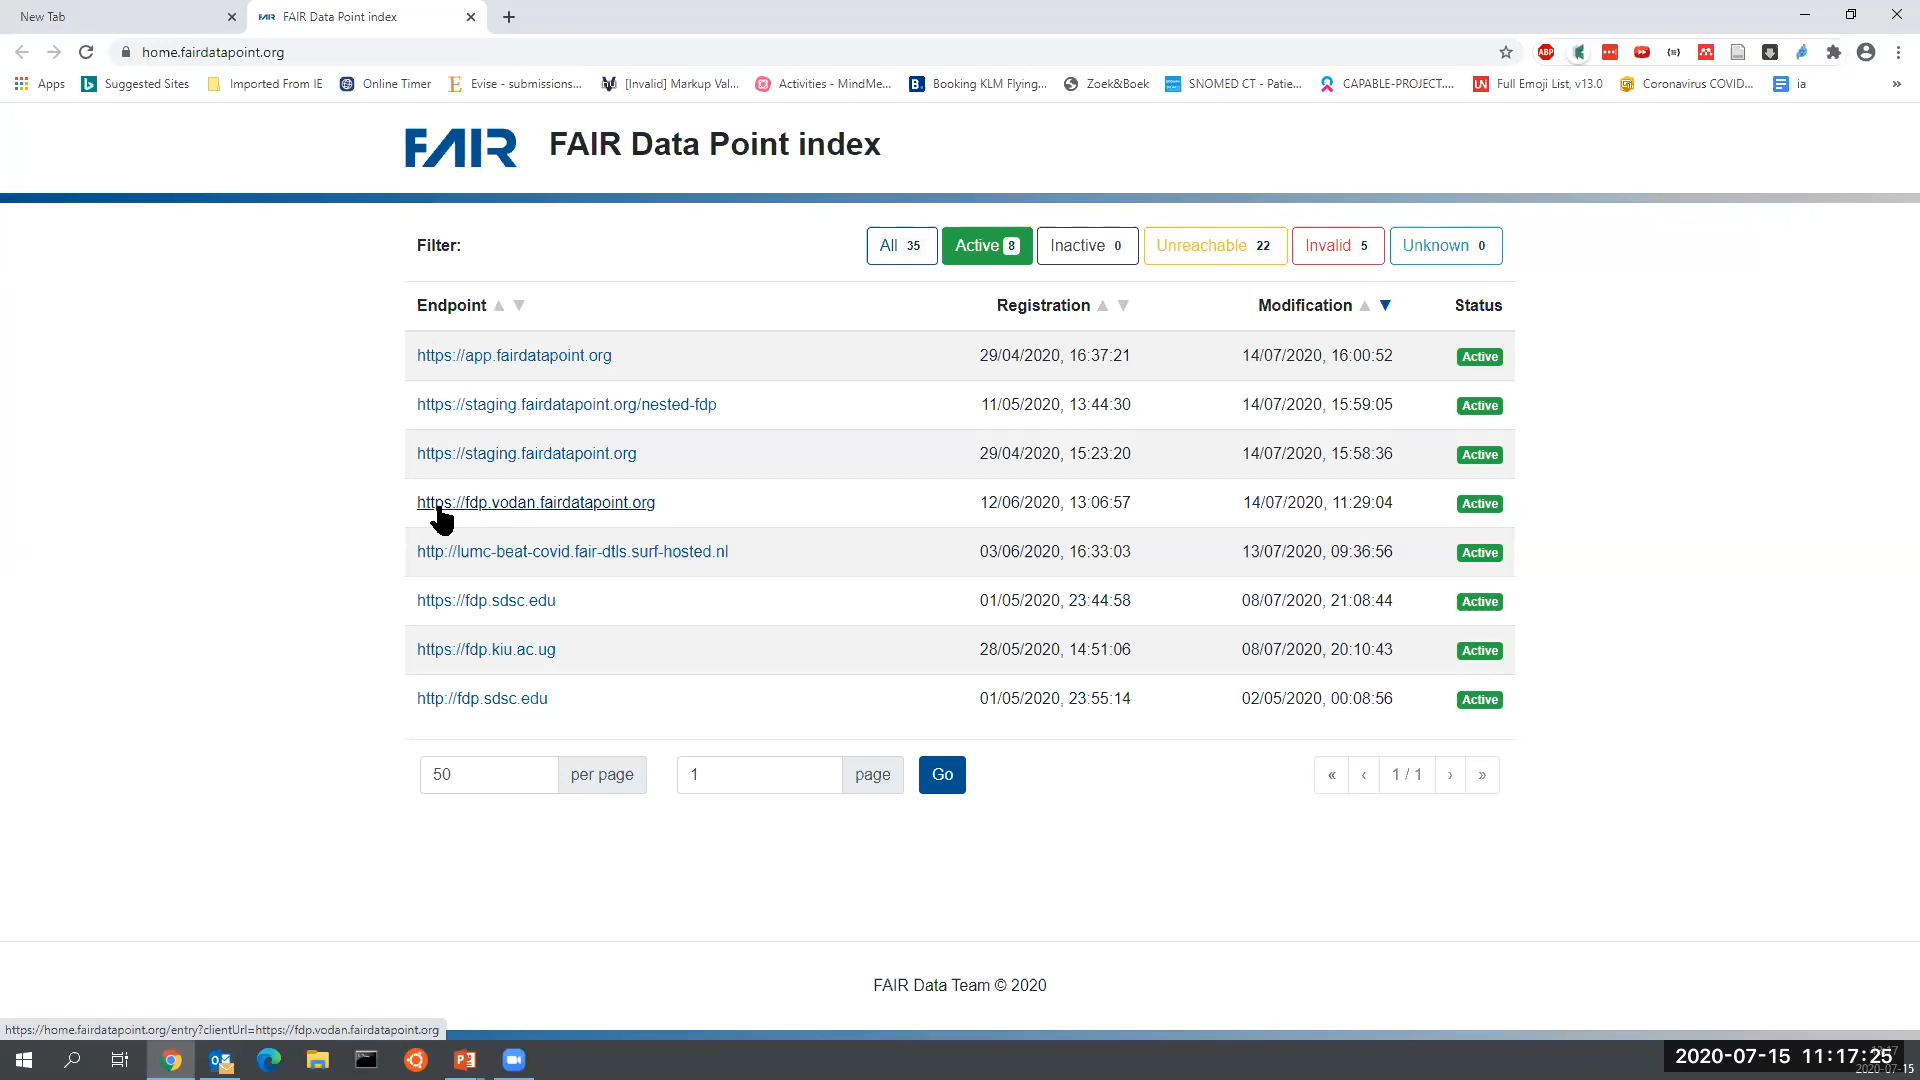 New Tab
FAIR FAIR Data Point index
home.fairdatapoint.org
ABP
Apps Suggested Sites Imported From IE Online Timer Evise - submissions... [Invalid] Markup Val... Activities - MindMe... Booking KLM Flying... Zoek&Boek SNOMED CT - Patie... CAPABLE-PROJECT.... Full Emoji List, v13.0 Coronavirus COVID... ia »
FAIR FAIR Data Point index
Filter: All 35 Active 8 Inactive 0 Unreachable 22 Invalid 5 Unknown 0
Endpoint ▲ ▼ Registration ▲ ▼ Modification ▲ ▼ Status
https://app.fairdatapoint.org 29/04/2020, 16:37:21 14/07/2020, 16:00:52 Active
https://staging.fairdatapoint.org/nested-fdp 11/05/2020, 13:44:30 14/07/2020, 15:59:05 Active
https://staging.fairdatapoint.org 29/04/2020, 15:23:20 14/07/2020, 15:58:36 Active
https://fdp.vodan.fairdatapoint.org 12/06/2020, 13:06:57 14/07/2020, 11:29:04 Active
http://lumc-beat-covid.fair-dtls.surf-hosted.nl 03/06/2020, 16:33:03 13/07/2020, 09:36:56 Active
https://fdp.sdsc.edu 01/05/2020, 23:44:58 08/07/2020, 21:08:44 Active
https://fdp.kiu.ac.ug 28/05/2020, 14:51:06 08/07/2020, 20:10:43 Active
http://fdp.sdsc.edu 01/05/2020, 23:55:14 02/05/2020, 00:08:56 Active
50 per page 1 page Go « ‹ 1 / 1 › »
FAIR Data Team © 2020
https://home.fairdatapoint.org/entry?clientUrl=https://fdp.vodan.fairdatapoint.org
2020-07-15 11:17:25
2020-07-15